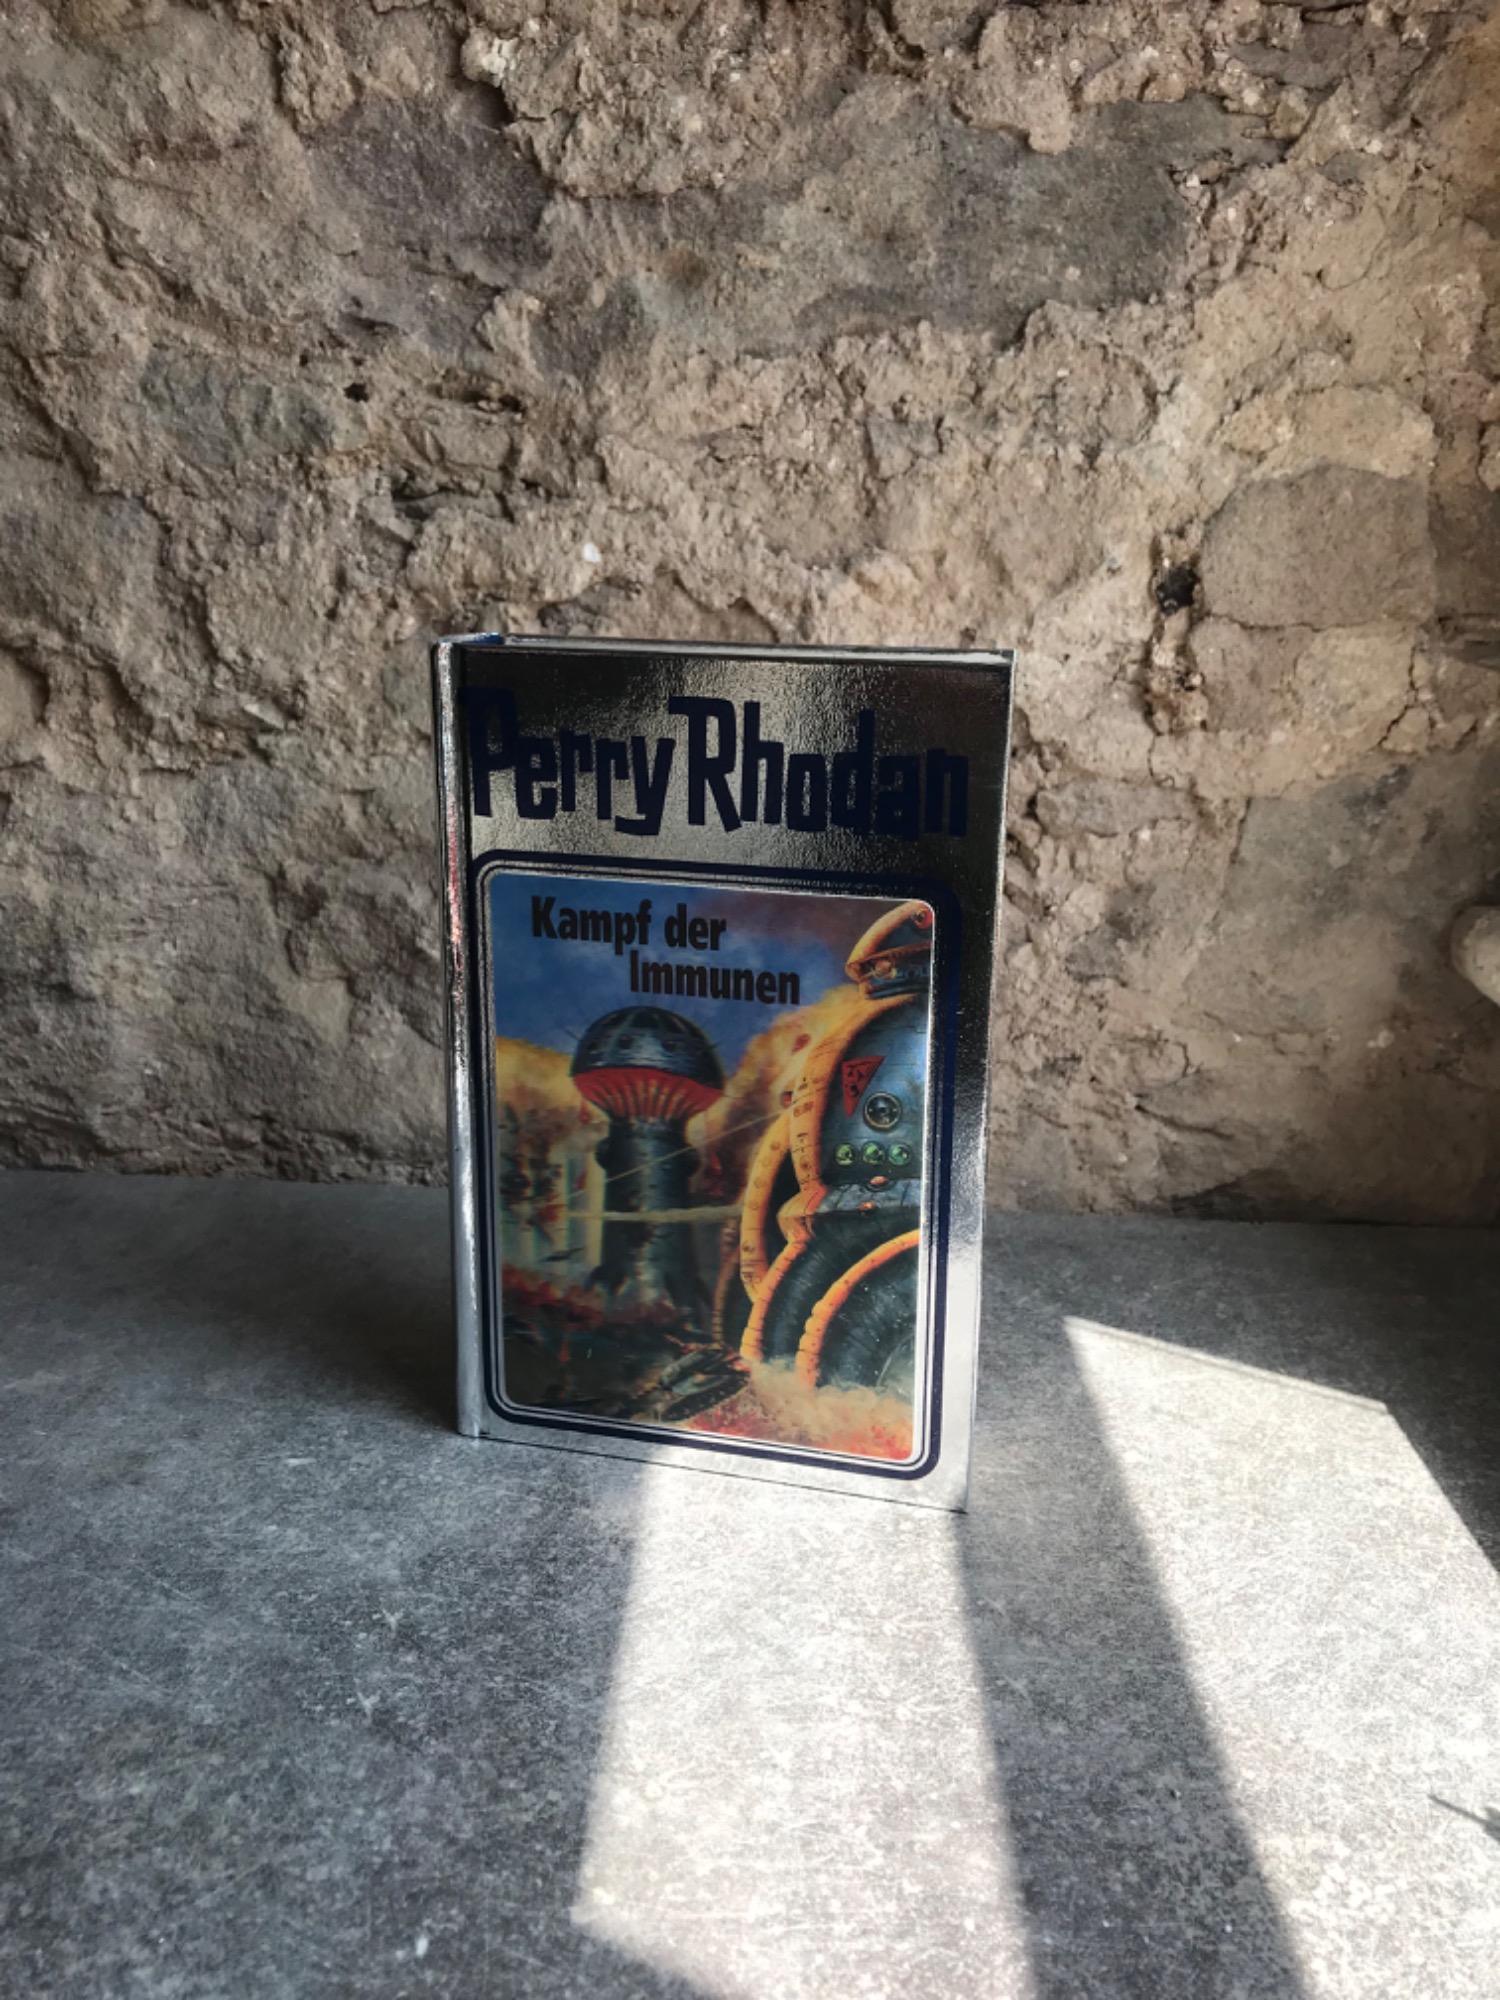 Perry Rhodan
Kampf der
Immunen